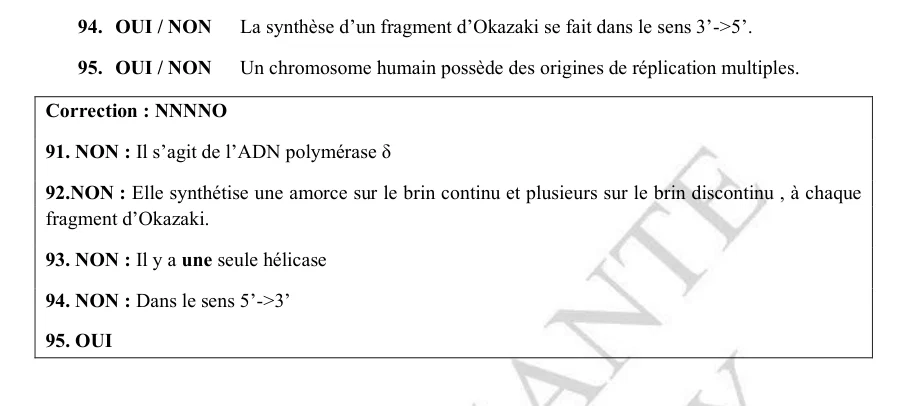 94. OUI / NON La synthèse d’un fragment d’Okazaki se fait dans le sens 3’->5’.
95. OUI / NON Un chromosome humain possède des origines de réplication multiples.
Correction : NNNNO
91. NON : Il s’agit de l’ADN polymérase δ
92.NON : Elle synthétise une amorce sur le brin continu et plusieurs sur le brin discontinu , à chaque
fragment d’Okazaki.
93. NON : Il y a une seule hélicase
94. NON : Dans le sens 5’->3’
95. OUI
ANTE